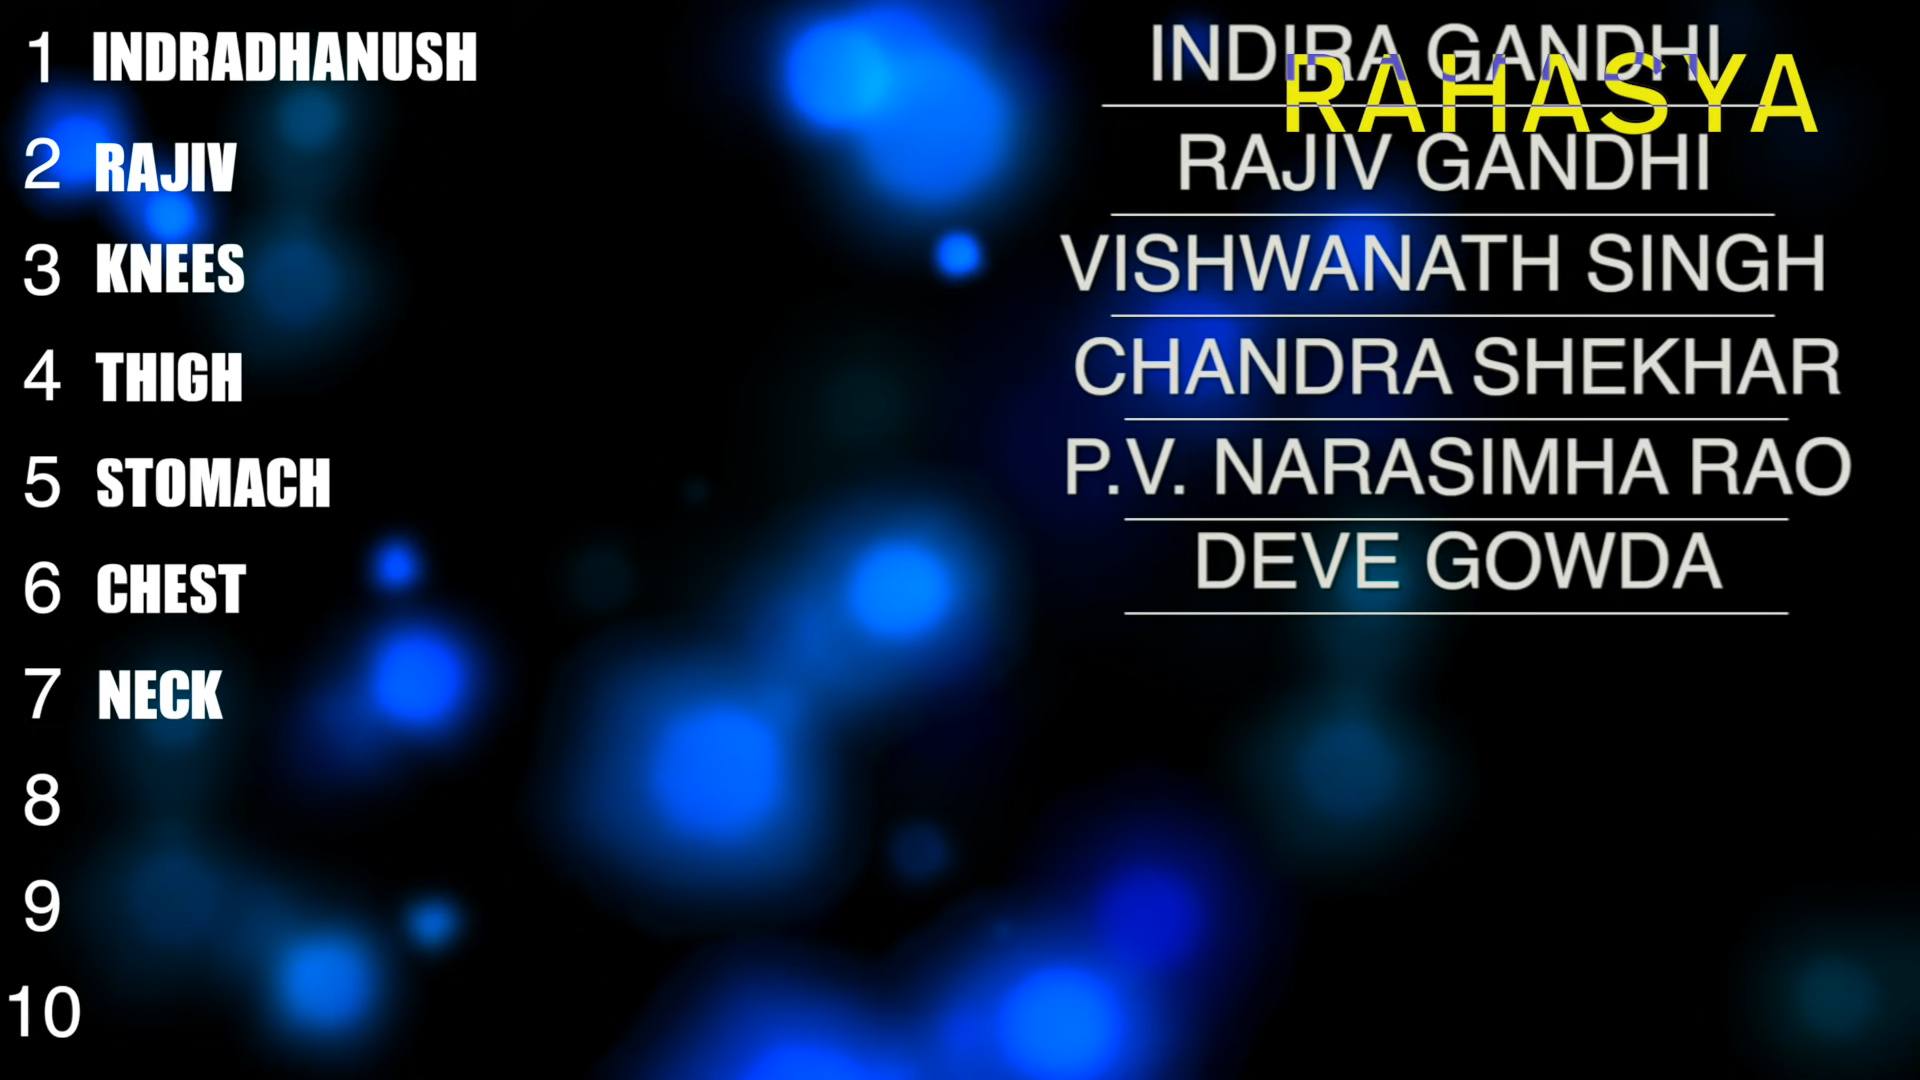 1 INDRADHANUSH
2 RAJIV
3 KNEES
4 THIGH
5 STOMACH
6 CHEST
7 NECK
8
9
10
INDIRA GANDHI
RAHASYA
RAJIV GANDHI
VISHWANATH SINGH
CHANDRA SHEKHAR
P.V. NARASIMHA RAO
DEVE GOWDA